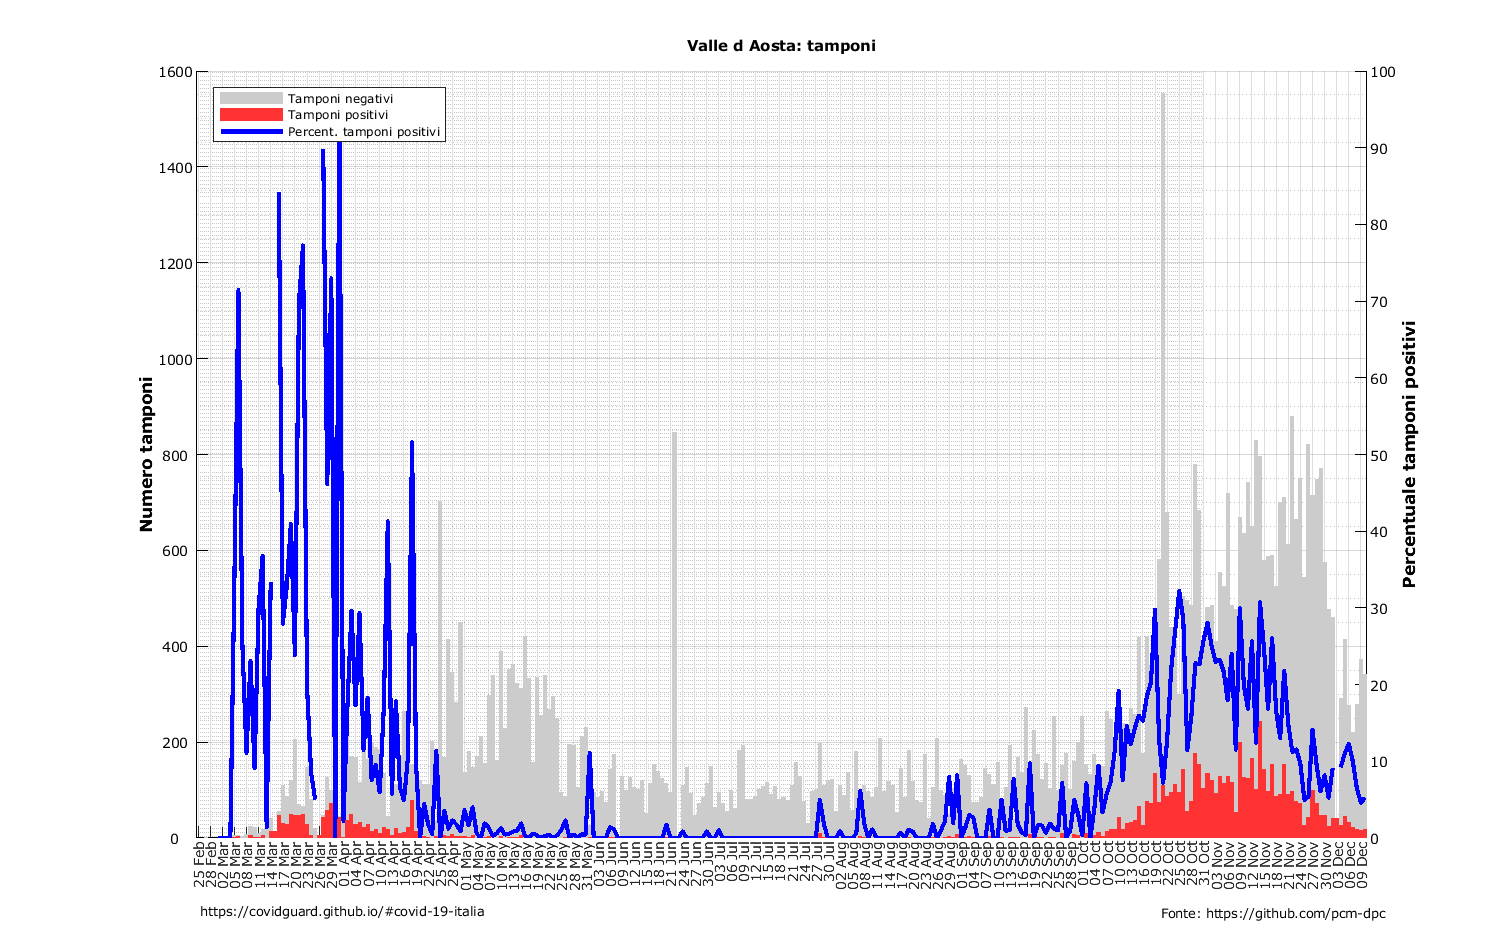 Valle d Aosta: tamponi
1600
1400
1200
1000
800
600
400
200
0
Numero tamponi
Tamponi negativi
Tamponi positivi
Percent. tamponi positivi
100
90
80
70
60
50
40
30
20
10
0
Percentuale tamponi positivi
25 Feb
28 Feb
02 Mar
05 Mar
08 Mar
11 Mar
14 Mar
17 Mar
20 Mar
23 Mar
26 Mar
29 Mar
01 Apr
04 Apr
07 Apr
10 Apr
13 Apr
16 Apr
19 Apr
22 Apr
25 Apr
28 Apr
01 May
04 May
07 May
10 May
13 May
16 May
19 May
22 May
25 May
28 May
31 May
03 Jun
06 Jun
09 Jun
12 Jun
15 Jun
18 Jun
21 Jun
24 Jun
27 Jun
30 Jun
03 Jul
06 Jul
09 Jul
12 Jul
15 Jul
18 Jul
21 Jul
24 Jul
27 Jul
30 Jul
02 Aug
05 Aug
08 Aug
11 Aug
14 Aug
17 Aug
20 Aug
23 Aug
26 Aug
29 Aug
01 Sep
04 Sep
07 Sep
10 Sep
13 Sep
16 Sep
19 Sep
22 Sep
25 Sep
28 Sep
01 Oct
04 Oct
07 Oct
10 Oct
13 Oct
16 Oct
19 Oct
22 Oct
25 Oct
28 Oct
31 Oct
03 Nov
06 Nov
09 Nov
12 Nov
15 Nov
18 Nov
21 Nov
24 Nov
27 Nov
30 Nov
03 Dec
06 Dec
09 Dec
https://covidguard.github.io/#covid-19-italia
Fonte: https://github.com/pcm-dpc